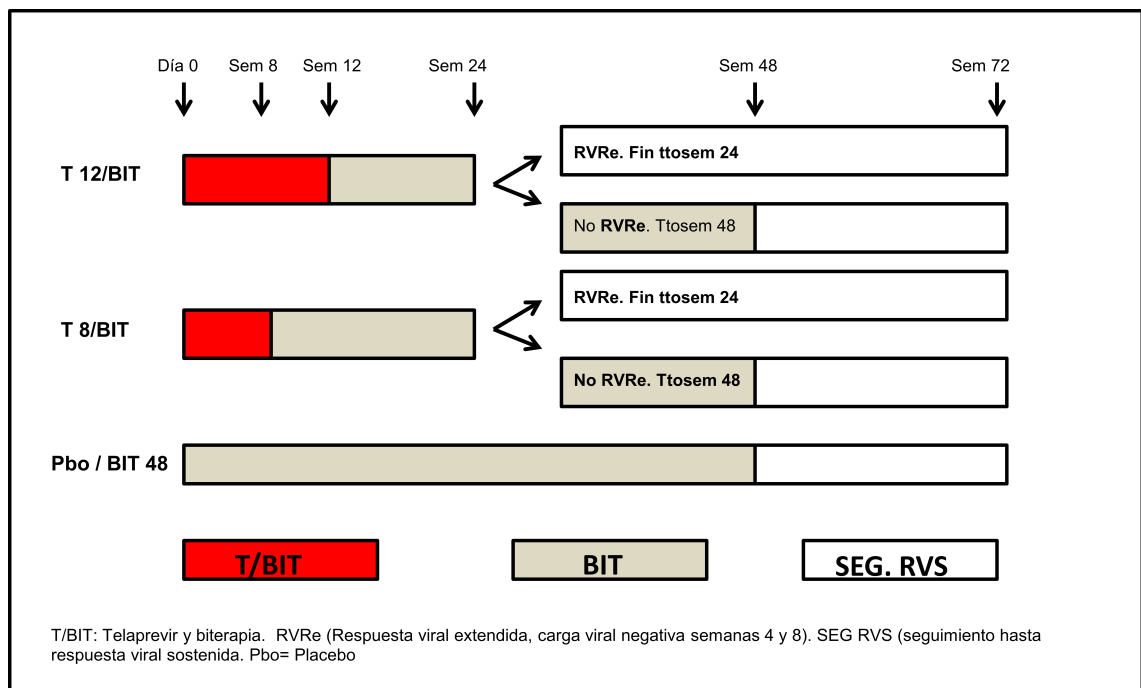 Día 0 Sem 8 Sem 12 Sem 24 Sem 48 Sem 72
T 12/BIT
RVRe. Fin ttosem 24
No RVRe. Ttosem 48
T 8/BIT
RVRe. Fin ttosem 24
No RVRe. Ttosem 48
Pbo / BIT 48
T/BIT BIT SEG. RVS
T/BIT: Telaprevir y biterapia. RVRe (Respuesta viral extendida, carga viral negativa semanas 4 y 8). SEG RVS (seguimiento hasta
respuesta viral sostenida. Pbo= Placebo